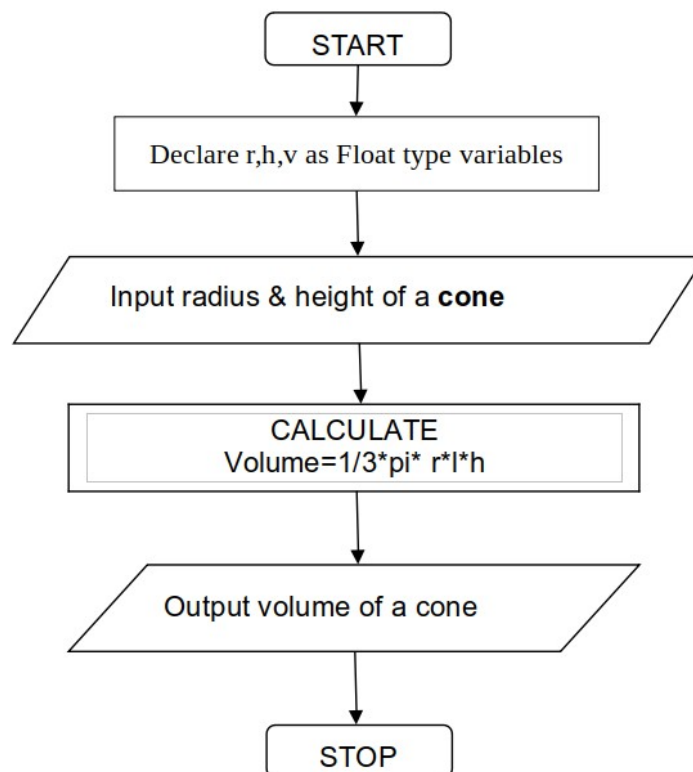 START
Declare r,h,v as Float type variables
Input radius & height of a cone
CALCULATE
Volume=1/3*pi* r*l*h
Output volume of a cone
STOP